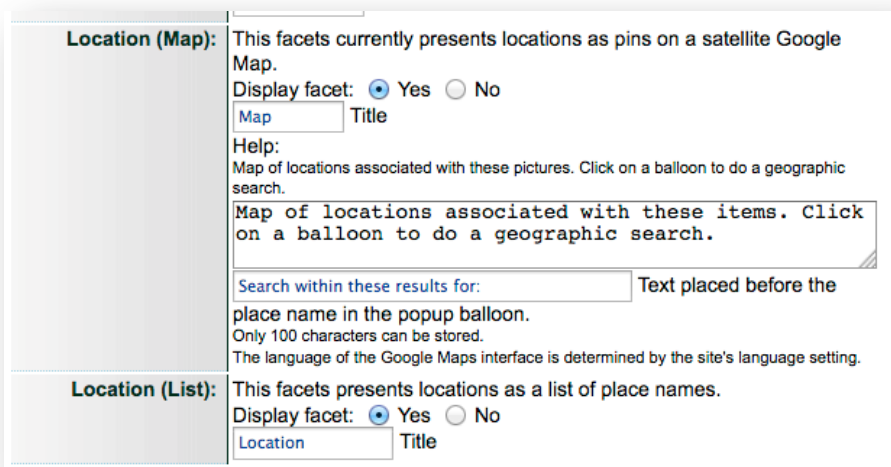 Location (Map): This facets currently presents locations as pins on a satellite Google
Map.
Display facet: Yes No
Map Title
Help:
Map of locations associated with these pictures. Click on a balloon to do a geographic
search.
Map of locations associated with these items. Click
on a balloon to do a geographic search.
Search within these results for: Text placed before the
place name in the popup balloon.
Only 100 characters can be stored.
The language of the Google Maps interface is determined by the site's language setting.
Location (List): This facets presents locations as a list of place names.
Display facet: Yes No
Location Title